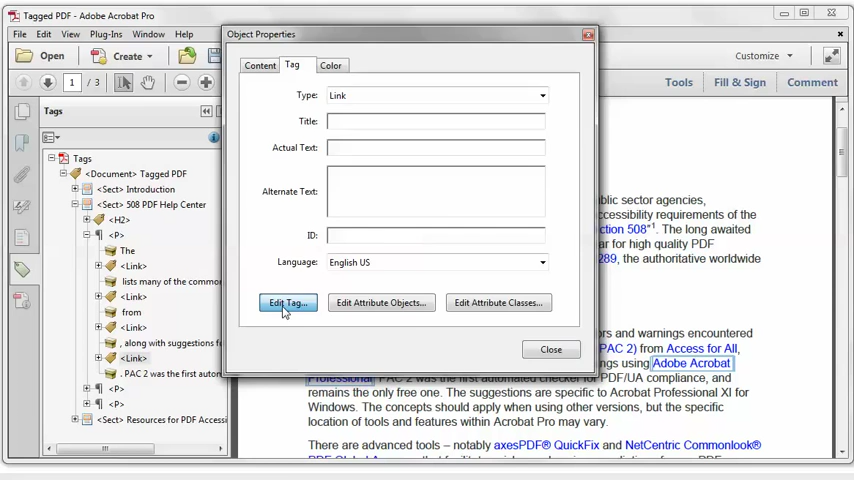 Tagged PDF - Adobe Acrobat Pro
File Edit View Plug-Ins Window Help
Open Create Customize
1 / 3 Tools Fill & Sign Comment
Tags
Tags
<Document> Tagged PDF
<Sect> Introduction
<Sect> 508 PDF Help Center
<H2>
<P>
The
<Link>
lists many of the common
<Link>
from
<Link>
, along with suggestions f
<Link>
. PAC 2 was the first autom
<P>
<P>
<Sect> Resources for PDF Accessi
Object Properties
Content Tag Color
Type: Link
Title:
Actual Text:
Alternate Text:
ID:
Language: English US
Edit Tag... Edit Attribute Objects... Edit Attribute Classes...
Close
blic sector agencies,
ccessibility requirements of the
ction 508"¹. The long awaited
ar for high quality PDF
289, the authoritative worldwide
ors and warnings encountered
PAC 2) from Access for All,
ngs using Adobe Acrobat
Professional. PAC 2 was the first automated checker for PDF/UA compliance, and
remains the only free one. The suggestions are specific to Acrobat Professional XI for
Windows. The concepts should apply when using other versions, but the specific
location of tools and features within Acrobat Pro may vary.
There are advanced tools – notably axesPDF® QuickFix and NetCentric Commonlook®